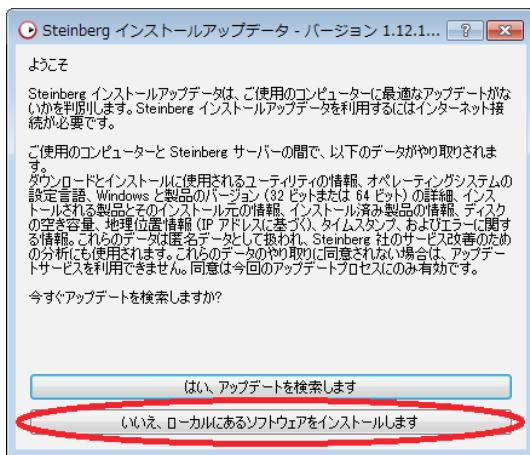 Steinberg インストールアップデータ - バージョン 1.12.1...
ようこそ
Steinberg インストールアップデータは、ご使用のコンピューターに最適なアップデートがな
いかを判別します。Steinberg インストールアップデータを利用するにはインターネット接
続が必要です。
ご使用のコンピューターと Steinberg サーバーの間で、以下のデータがやり取りされま
す。
ダウンロードとインストールに使用されるユーティリティの情報、オペレーティングシステムの
設定言語、Windows と製品のバージョン (32 ビットまたは 64 ビット) の詳細、インス
トールされる製品とそのインストール元の情報、インストール済み製品の情報、ディスク
の空き容量、地理位置情報 (IP アドレスに基づく)、タイムスタンプ、およびエラーに関す
る情報。これらのデータは匿名データとして扱われ、Steinberg 社のサービス改善のため
の分析にも使用されます。これらのデータのやり取りに同意されない場合は、アップデー
トサービスを利用できません。同意は今回のアップデートプロセスにのみ有効です。
今すぐアップデートを検索しますか?
はい、アップデートを検索します
いいえ、ローカルにあるソフトウェアをインストールします